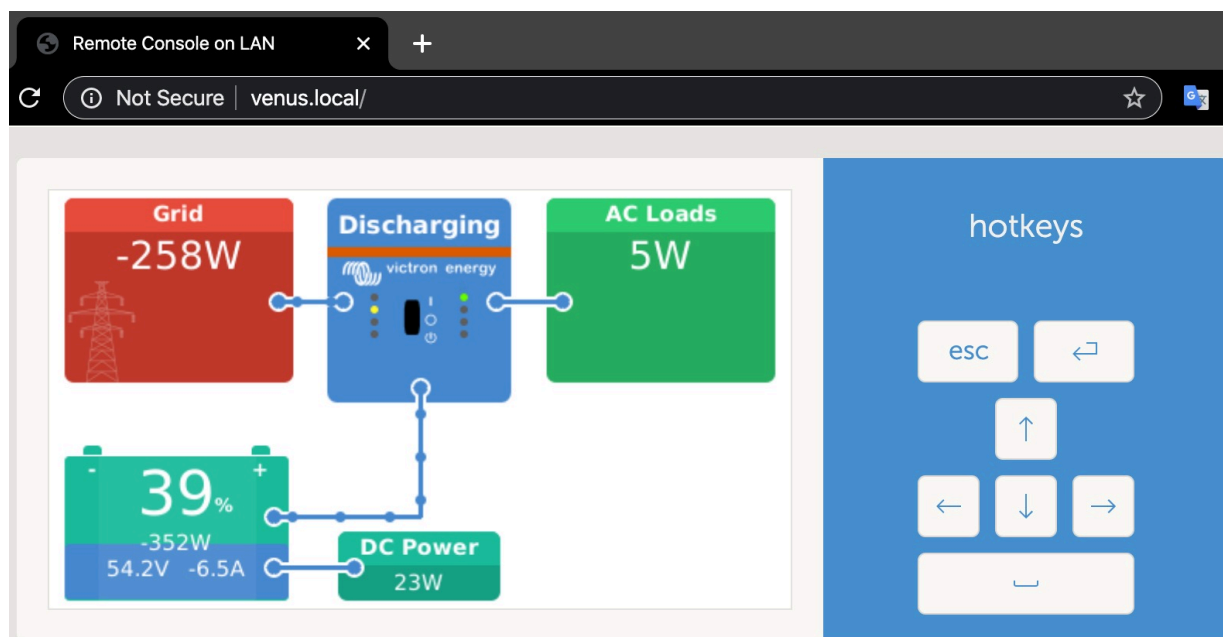 Remote Console on LAN
Not Secure venus.local/
Grid
-258W
Discharging
victron energy
AC Loads
5W
- +
39%
-352W
54.2V -6.5A
DC Power
23W
hotkeys
esc